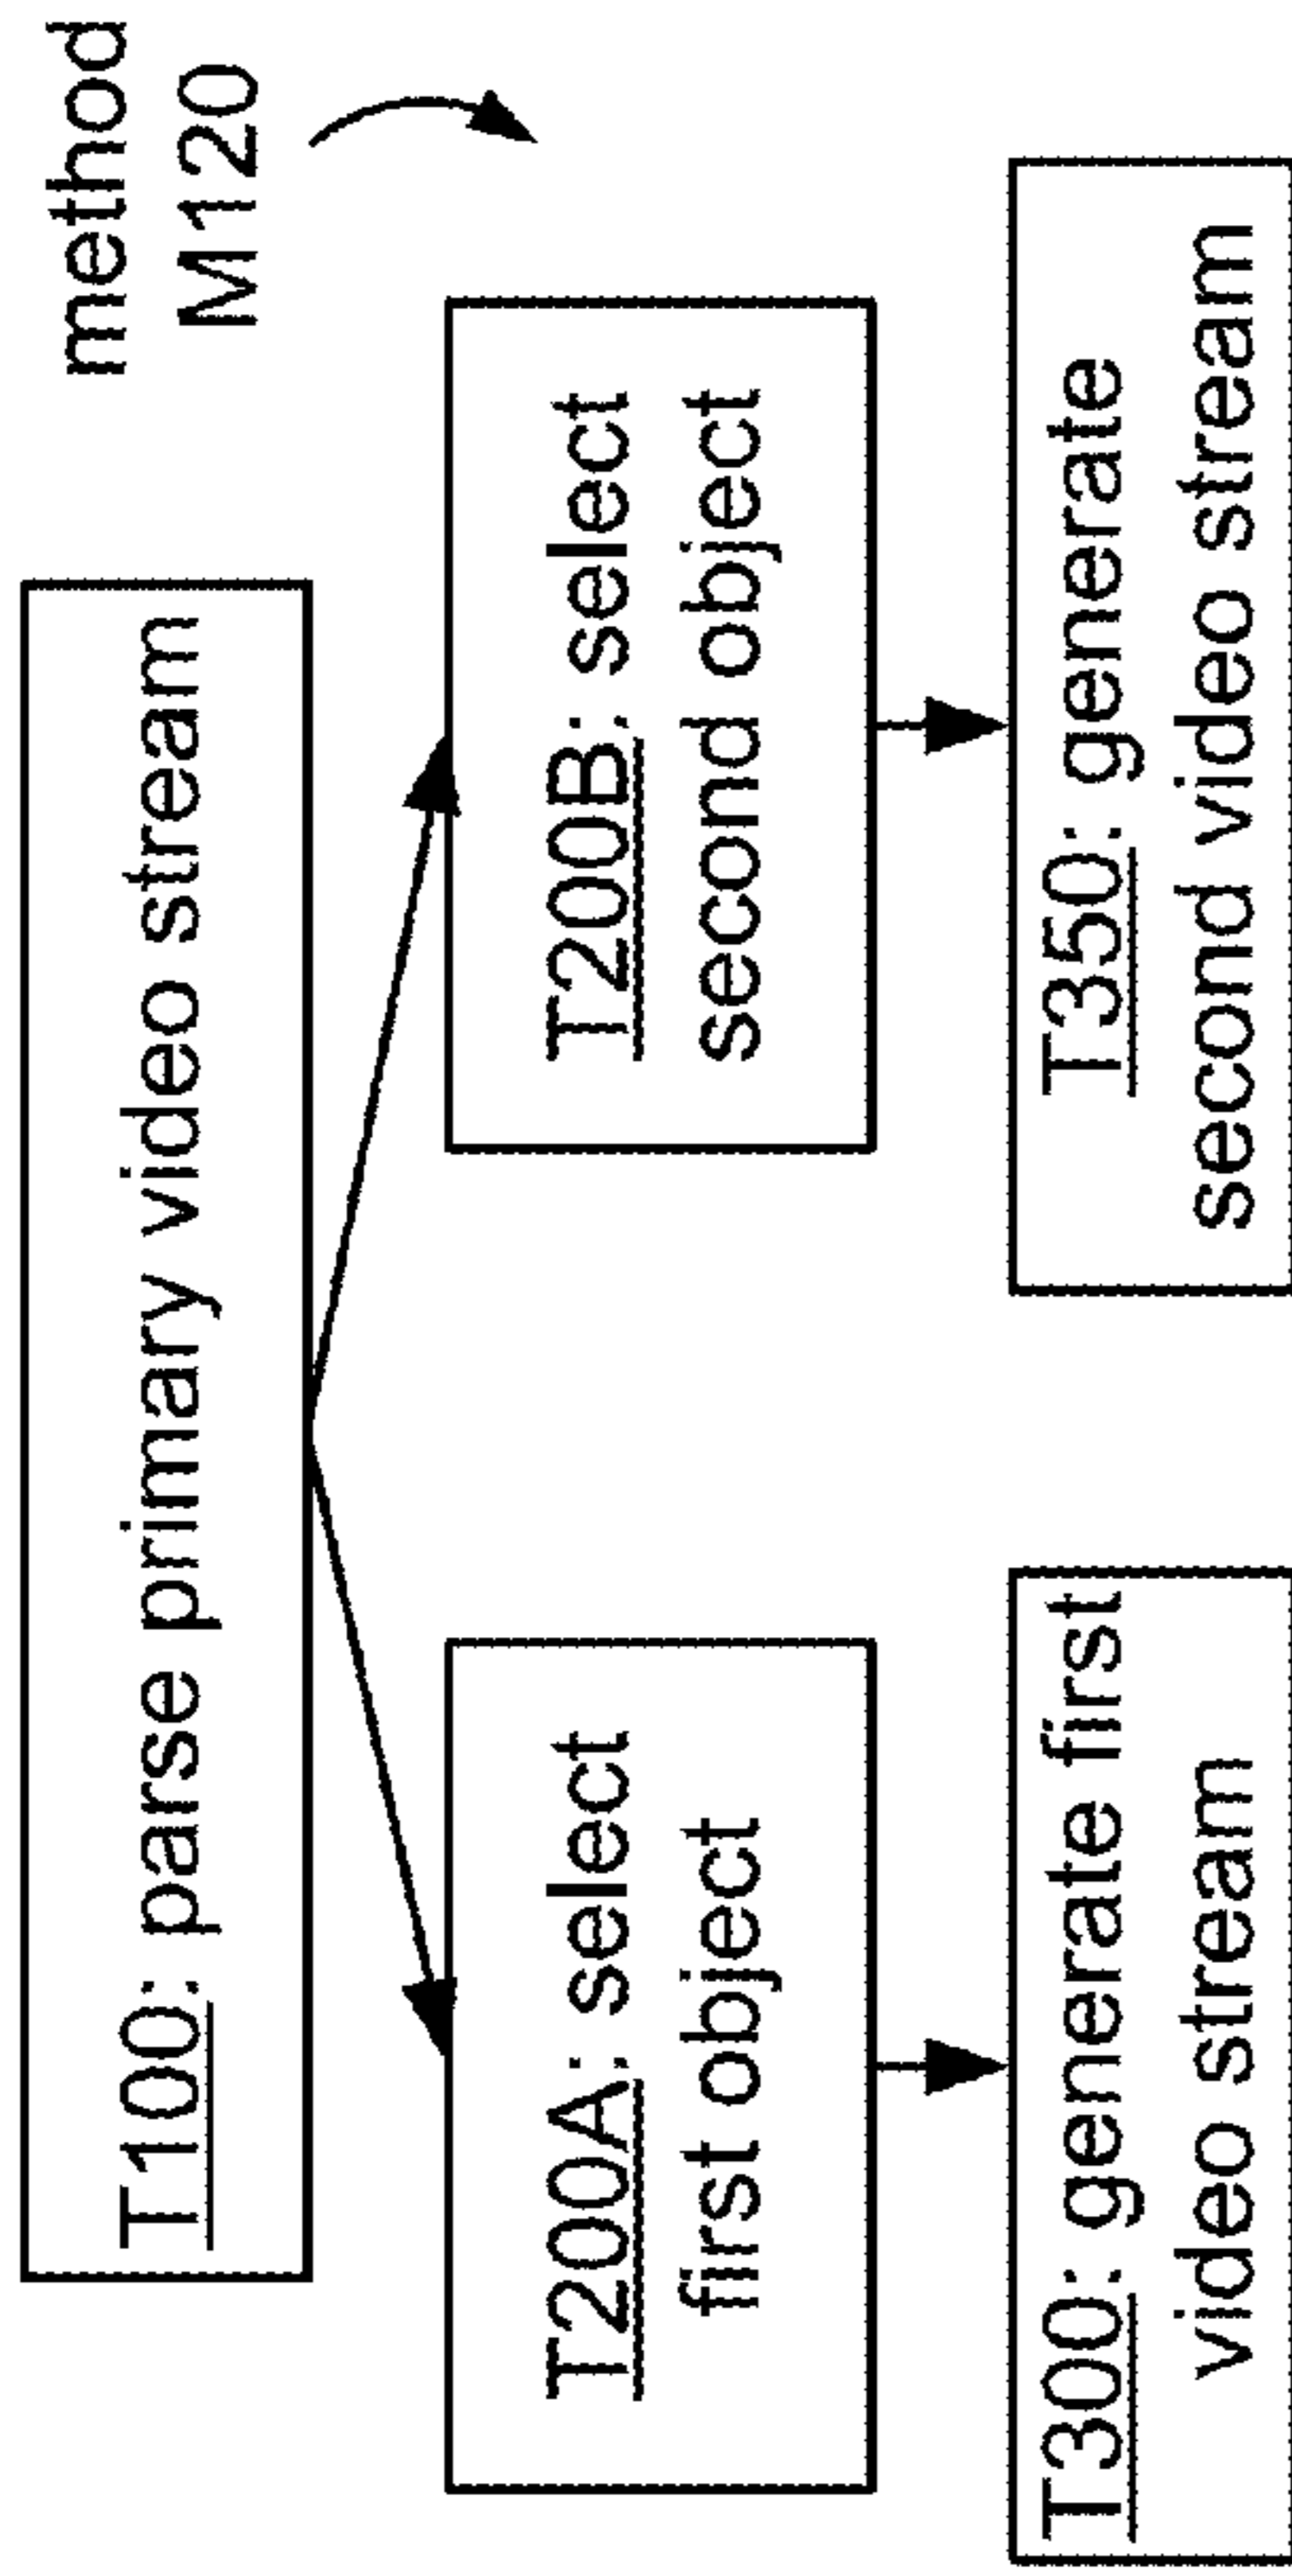 method
M120
T100: parse primary video stream
T200A: select
first object
T200B: select
second object
T300: generate first
video stream
T350: generate
second video stream